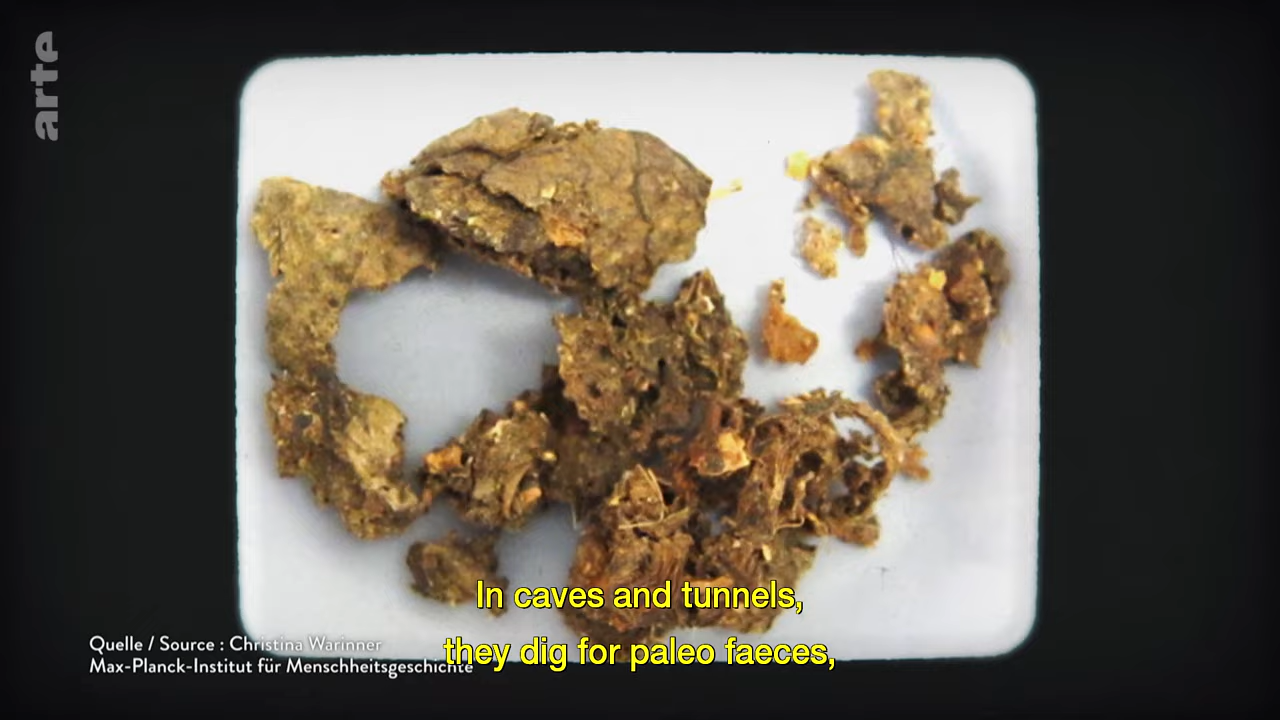 arte
In caves and tunnels,
they dig for paleo faeces,
Quelle / Source : Christina Warinner
Max-Planck-Institut für Menschheitsgeschichte